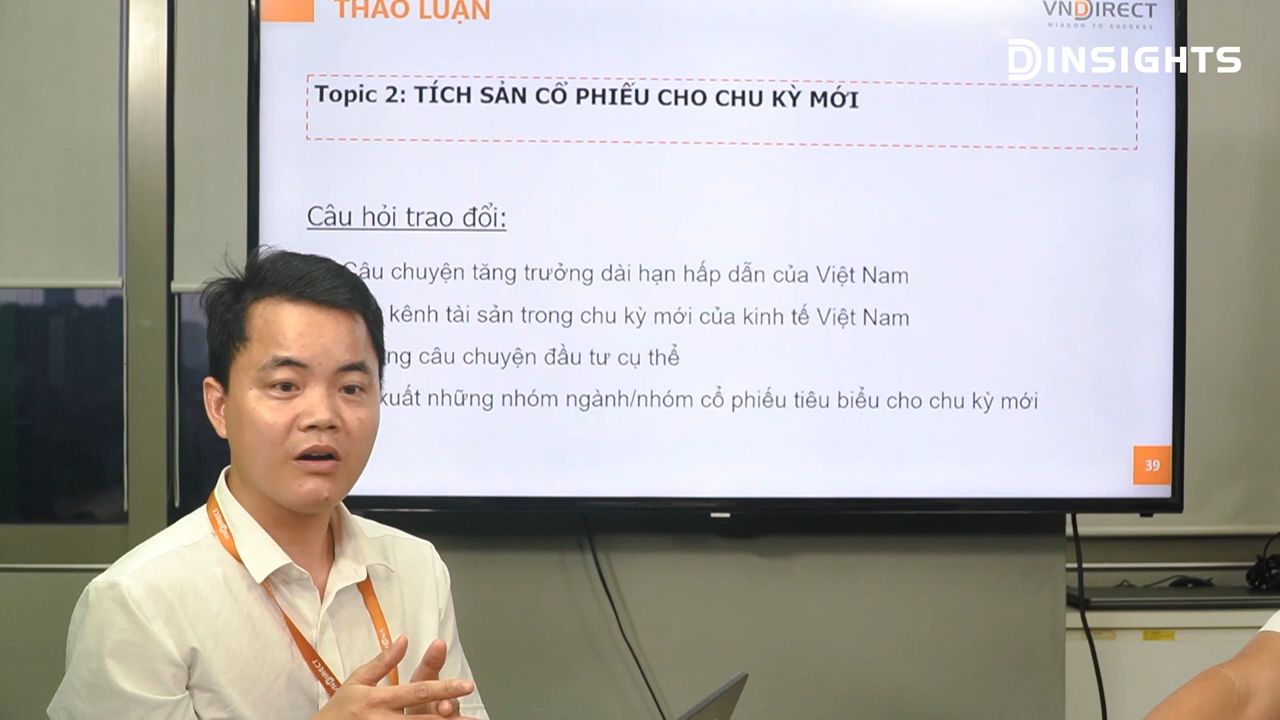 THẢO LUẬN
VNDIRECT
WISDOM TO SUCCESS
DINSIGHTS
Topic 2: TÍCH SẢN CỔ PHIẾU CHO CHU KỲ MỚI
Câu hỏi trao đổi:
Câu chuyện tăng trưởng dài hạn hấp dẫn của Việt Nam
kênh tài sản trong chu kỳ mới của kinh tế Việt Nam
câu chuyện đầu tư cụ thể
xuất những nhóm ngành/nhóm cổ phiếu tiêu biểu cho chu kỳ mới
39
VNDIRECT
VNDIRECT